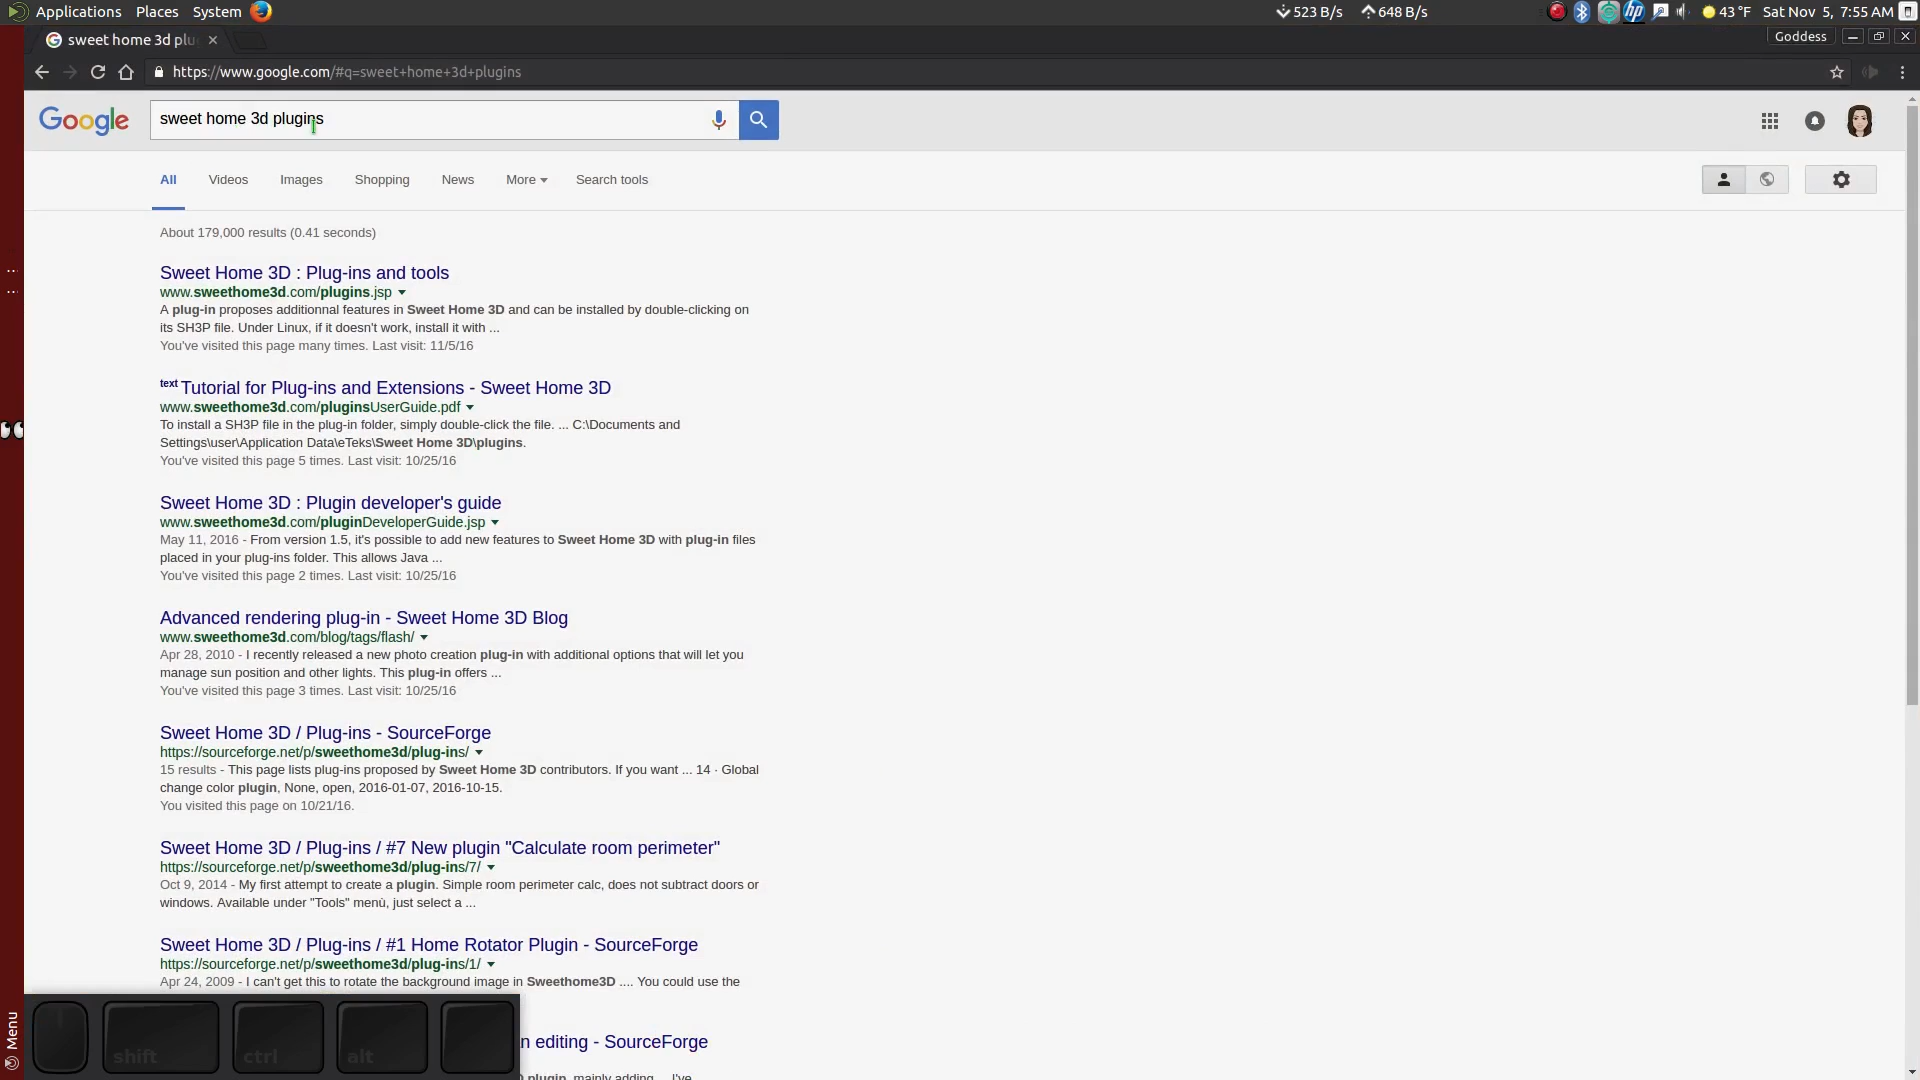 Applications Places System 523 B/s 648 B/s hp 43 °F Sat Nov 5, 7:55 AM
sweet home 3d plu Goddess
https://www.google.com/#q=sweet+home+3d+plugins
Google sweet home 3d plugins
All Videos Images Shopping News More Search tools
About 179,000 results (0.41 seconds)
Sweet Home 3D : Plug-ins and tools
www.sweethome3d.com/plugins.jsp
A plug-in proposes additionnal features in Sweet Home 3D and can be installed by double-clicking on
its SH3P file. Under Linux, if it doesn't work, install it with ...
You've visited this page many times. Last visit: 11/5/16
text Tutorial for Plug-ins and Extensions - Sweet Home 3D
www.sweethome3d.com/pluginsUserGuide.pdf
To install a SH3P file in the plug-in folder, simply double-click the file. ... C:\Documents and
Settings\user\Application Data\eTeks\Sweet Home 3D\plugins.
You've visited this page 5 times. Last visit: 10/25/16
Sweet Home 3D : Plugin developer's guide
www.sweethome3d.com/pluginDeveloperGuide.jsp
May 11, 2016 - From version 1.5, it's possible to add new features to Sweet Home 3D with plug-in files
placed in your plug-ins folder. This allows Java ...
You've visited this page 2 times. Last visit: 10/25/16
Advanced rendering plug-in - Sweet Home 3D Blog
www.sweethome3d.com/blog/tags/flash/
Apr 28, 2010 - I recently released a new photo creation plug-in with additional options that will let you
manage sun position and other lights. This plug-in offers ...
You've visited this page 3 times. Last visit: 10/25/16
Sweet Home 3D / Plug-ins - SourceForge
https://sourceforge.net/p/sweethome3d/plug-ins/
15 results - This page lists plug-ins proposed by Sweet Home 3D contributors. If you want ... 14 · Global
change color plugin, None, open, 2016-01-07, 2016-10-15.
You visited this page on 10/21/16.
Sweet Home 3D / Plug-ins / #7 New plugin "Calculate room perimeter"
https://sourceforge.net/p/sweethome3d/plug-ins/7/
Oct 9, 2014 - My first attempt to create a plugin. Simple room perimeter calc, does not subtract doors or
windows. Available under "Tools" menù, just select a ...
Sweet Home 3D / Plug-ins / #1 Home Rotator Plugin - SourceForge
https://sourceforge.net/p/sweethome3d/plug-ins/1/
Apr 24, 2009 - I can't get this to rotate the background image in Sweethome3D .... You could use the
n editing - SourceForge
shift ctrl alt
D plugin, mainly adding ... I've
Menu